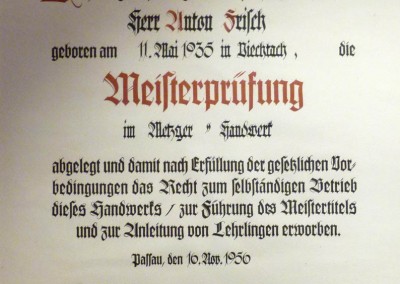 Herr Anton Frisch
geboren am 11. Mai 1935 in Viechtach, die
Meisterprüfung
im Metzger " Handwerk
abgelegt und damit nach Erfüllung der gesetzlichen Vor-
bedingungen das Recht zum selbständigen Betrieb
dieses Handwerks / zur Führung des Meistertitels
und zur Anleitung von Lehrlingen erworben.
Passau, den 16. Nov. 1956